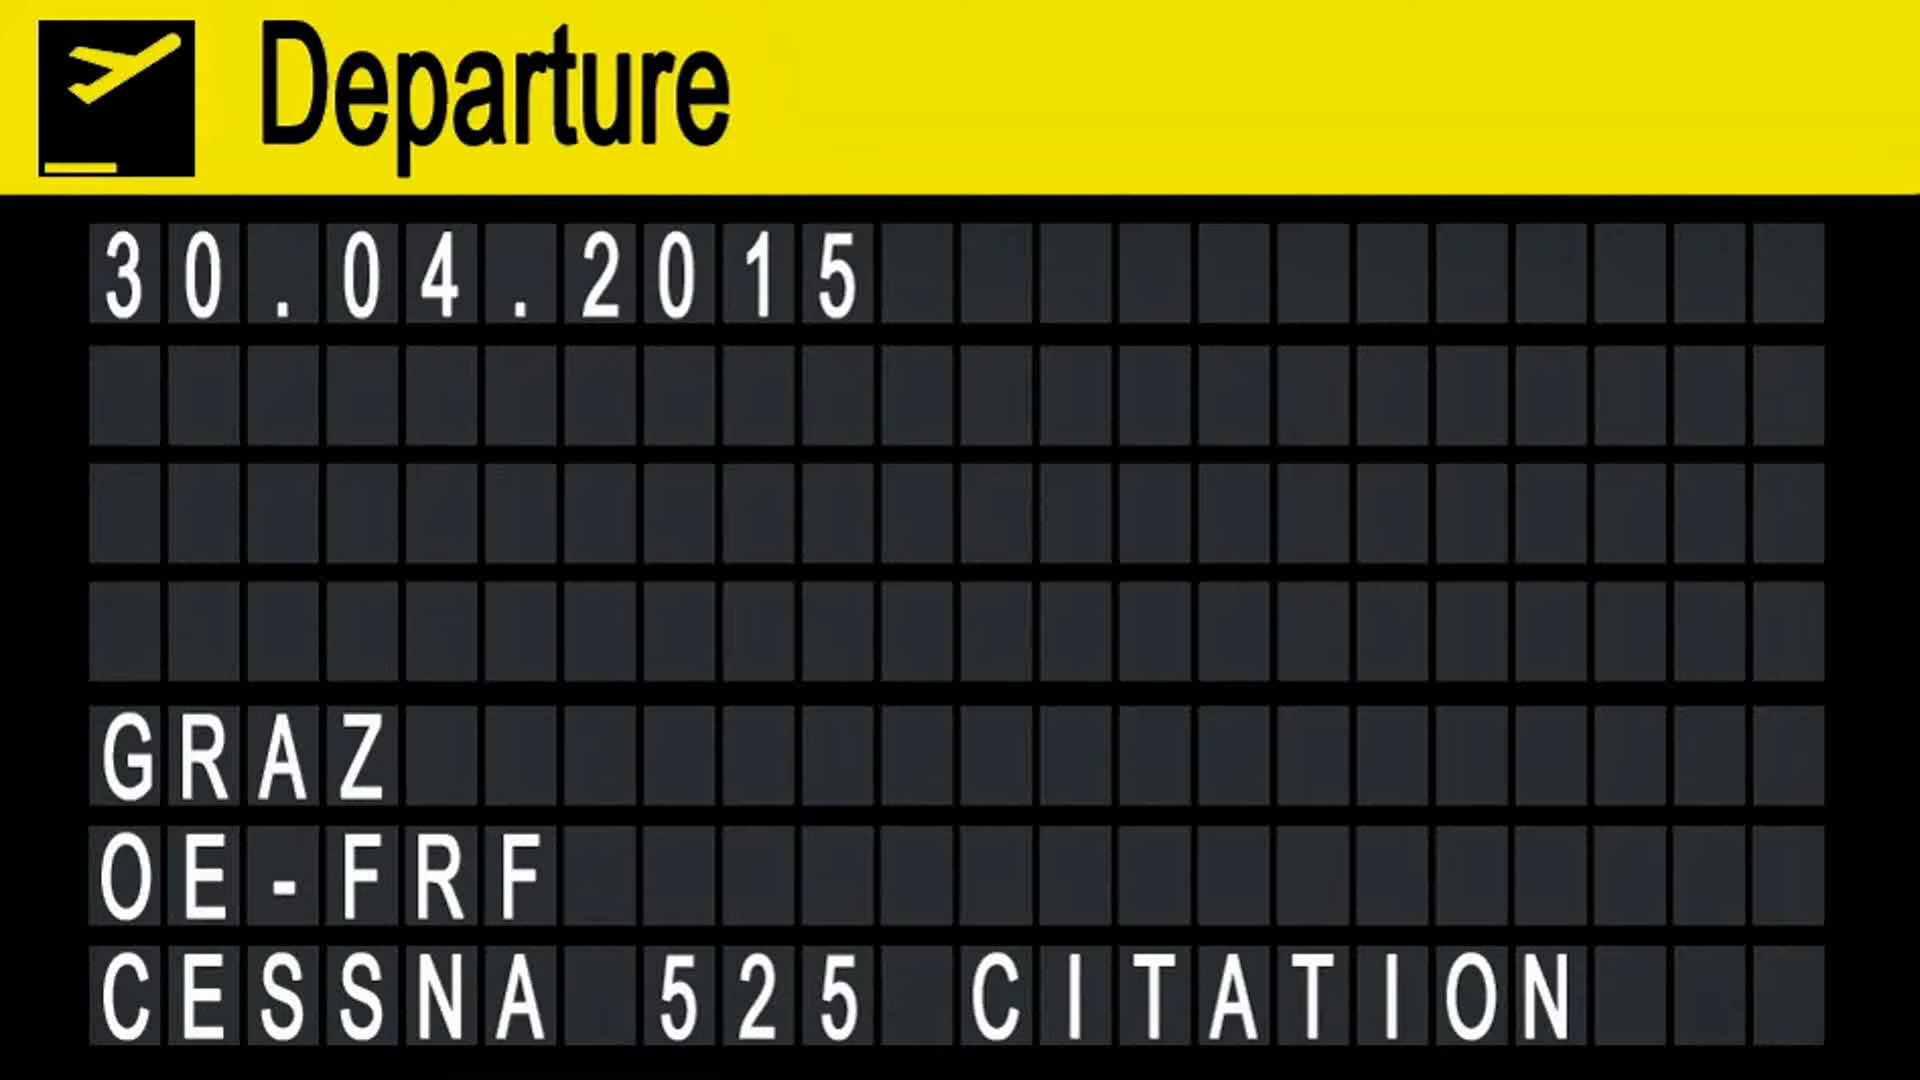 Departure
30.04.2015
GRAZ
OE-FRF
CESSNA 525 CITATION